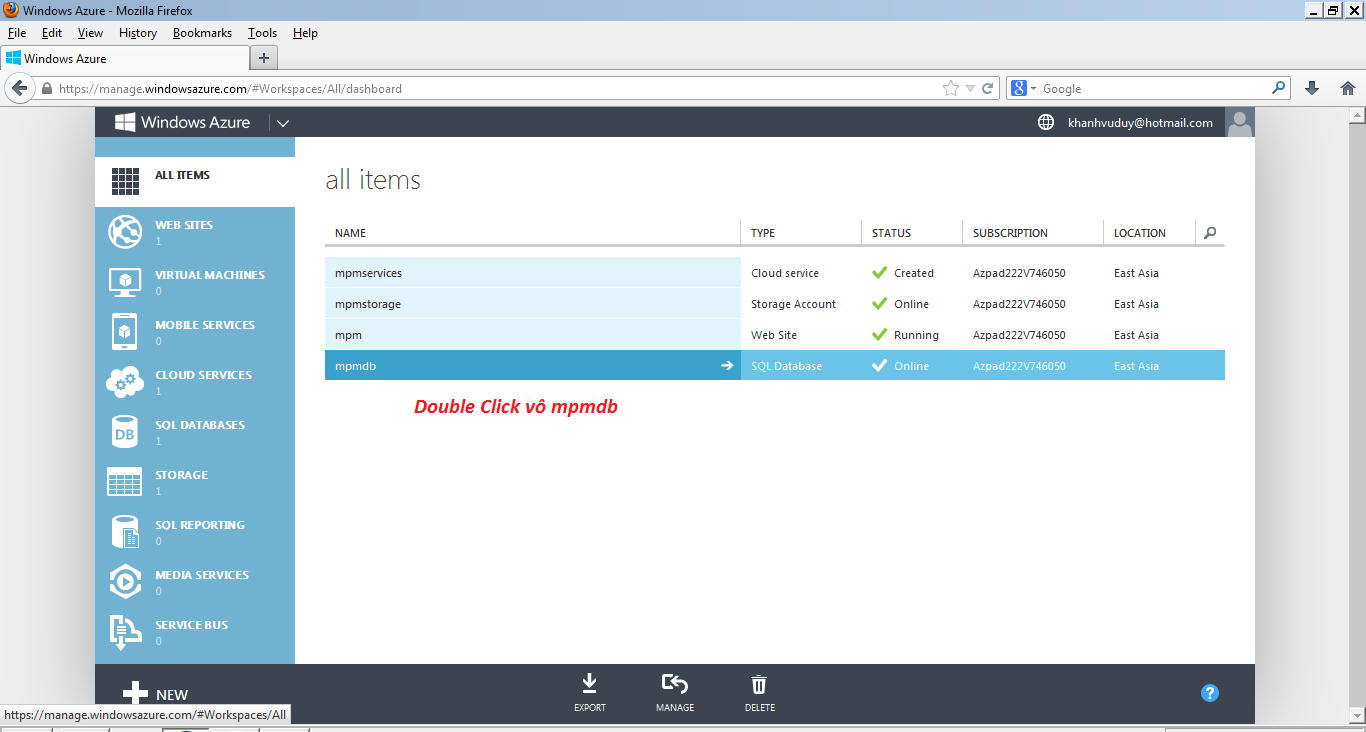 Windows Azure - Mozilla Firefox
File Edit View History Bookmarks Tools Help
Windows Azure
https://manage.windowsazure.com/#Workspaces/All/dashboard
Google
Windows Azure
khanhvuduy@hotmail.com
ALL ITEMS
WEB SITES
1
VIRTUAL MACHINES
0
MOBILE SERVICES
0
CLOUD SERVICES
1
DB
SQL DATABASES
1
STORAGE
1
SQL REPORTING
0
MEDIA SERVICES
0
SERVICE BUS
0
all items
NAME TYPE STATUS SUBSCRIPTION LOCATION
mpmservices Cloud service Created Azpad222V746050 East Asia
mpmstorage Storage Account Online Azpad222V746050 East Asia
mpm Web Site Running Azpad222V746050 East Asia
mpmdb SQL Database Online Azpad222V746050 East Asia
Double Click vô mpmdb
NEW
EXPORT MANAGE DELETE
?
https://manage.windowsazure.com/#Workspaces/All